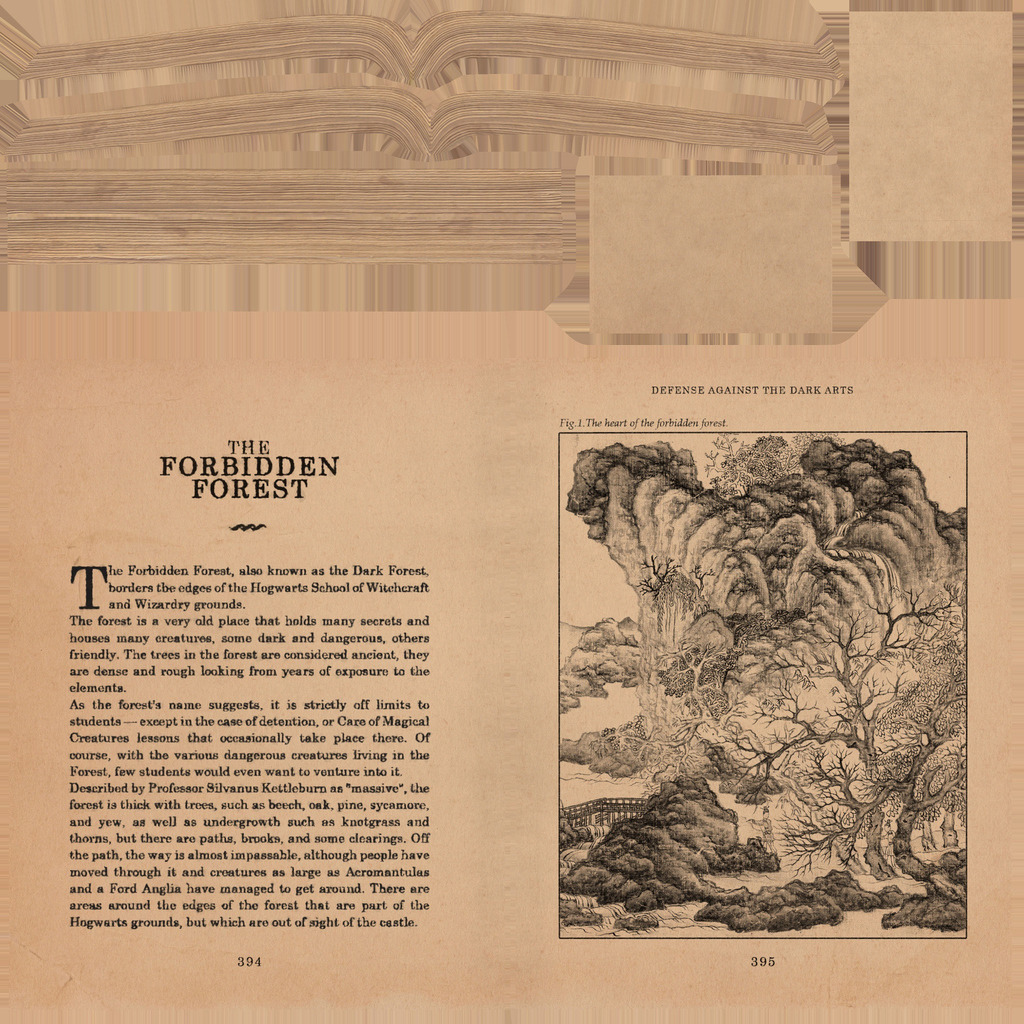 THE
FORBIDDEN
FOREST
The Forbidden Forest, also known as the Dark Forest,
borders the edges of the Hogwarts School of Witchcraft
and Wizardry grounds.
The forest is a very old place that holds many secrets and
houses many creatures, some dark and dangerous, others
friendly. The trees in the forest are considered ancient, they
are dense and rough looking from years of exposure to the
elements.
As the forest's name suggests, it is strictly off limits to
students — except in the case of detention, or Care of Magical
Creatures lessons that occasionally take place there. Of
course, with the various dangerous creatures living in the
Forest, few students would even want to venture into it.
Described by Professor Silvanus Kettleburn as "massive", the
forest is thick with trees, such as beech, oak, pine, sycamore,
and yew, as well as undergrowth such as knotgrass and
thorns, but there are paths, brooks, and some clearings. Off
the path, the way is almost impassable, although people have
moved through it and creatures as large as Acromantulas
and a Ford Anglia have managed to get around. There are
areas around the edges of the forest that are part of the
Hogwarts grounds, but which are out of sight of the castle.
394
DEFENSE AGAINST THE DARK ARTS
Fig.1.The heart of the forbidden forest.
395